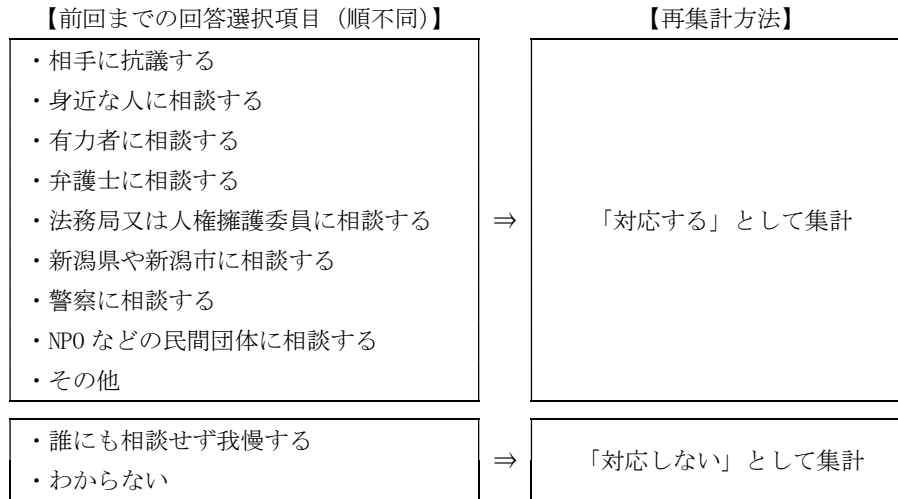 【前回までの回答選択項目（順不同）】 【再集計方法】
・相手に抗議する
・身近な人に相談する
・有力者に相談する
・弁護士に相談する
・法務局又は人権擁護委員に相談する ⇒ 「対応する」として集計
・新潟県や新潟市に相談する
・警察に相談する
・NPO などの民間団体に相談する
・その他
・誰にも相談せず我慢する
⇒ 「対応しない」として集計
・わからない